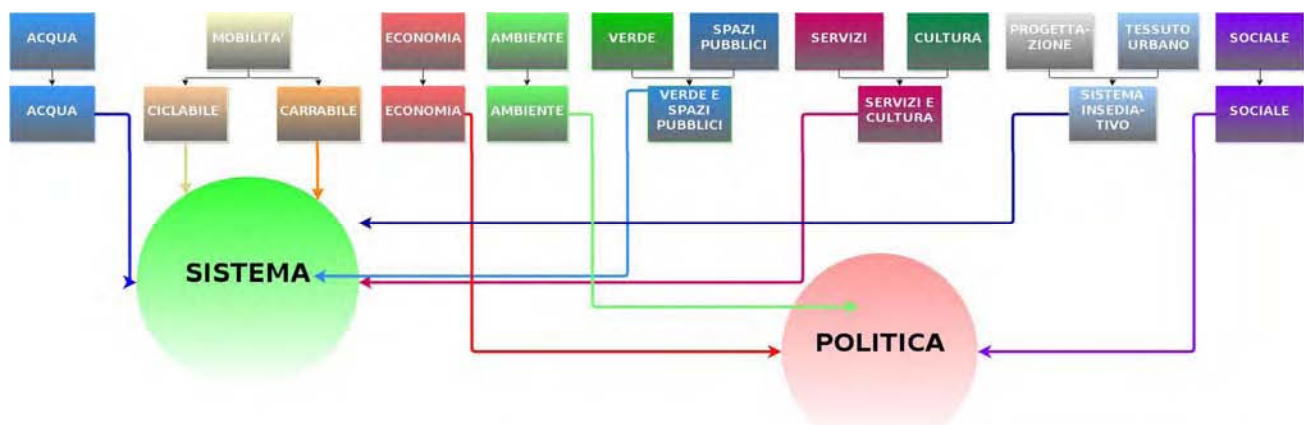 ACQUA
MOBILITA'
ECONOMIA
AMBIENTE
VERDE
SPAZI
PUBBLICI
SERVIZI
CULTURA
PROGETTA-
ZIONE
TESSUTO
URBANO
SOCIALE
ACQUA
CICLABILE
CARRABILE
ECONOMIA
AMBIENTE
VERDE E
SPAZI
PUBBLICI
SERVIZI E
CULTURA
SISTEMA
INSEDIA-
TIVO
SOCIALE
SISTEMA
POLITICA